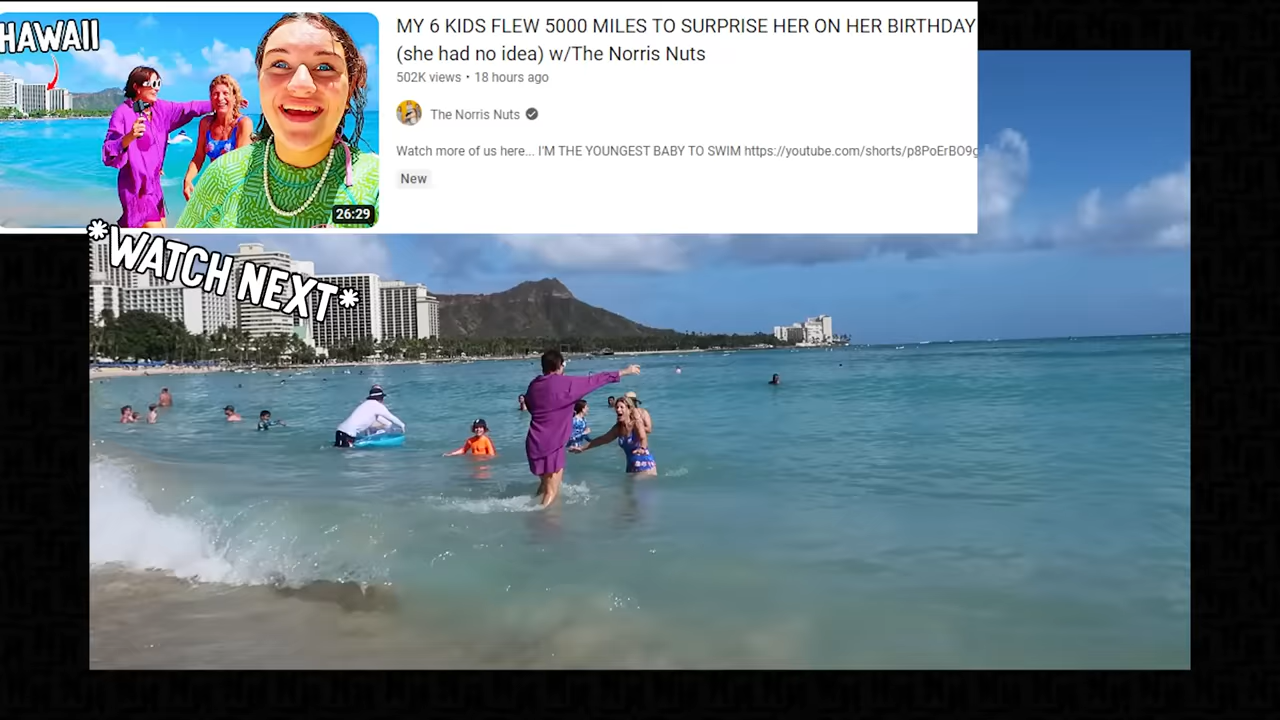 HAWAII
MY 6 KIDS FLEW 5000 MILES TO SURPRISE HER ON HER BIRTHDAY
(she had no idea) w/The Norris Nuts
502K views • 18 hours ago
The Norris Nuts
Watch more of us here... I'M THE YOUNGEST BABY TO SWIM https://youtube.com/shorts/p8PoErBO9g
New
26:29
*WATCH NEXT*